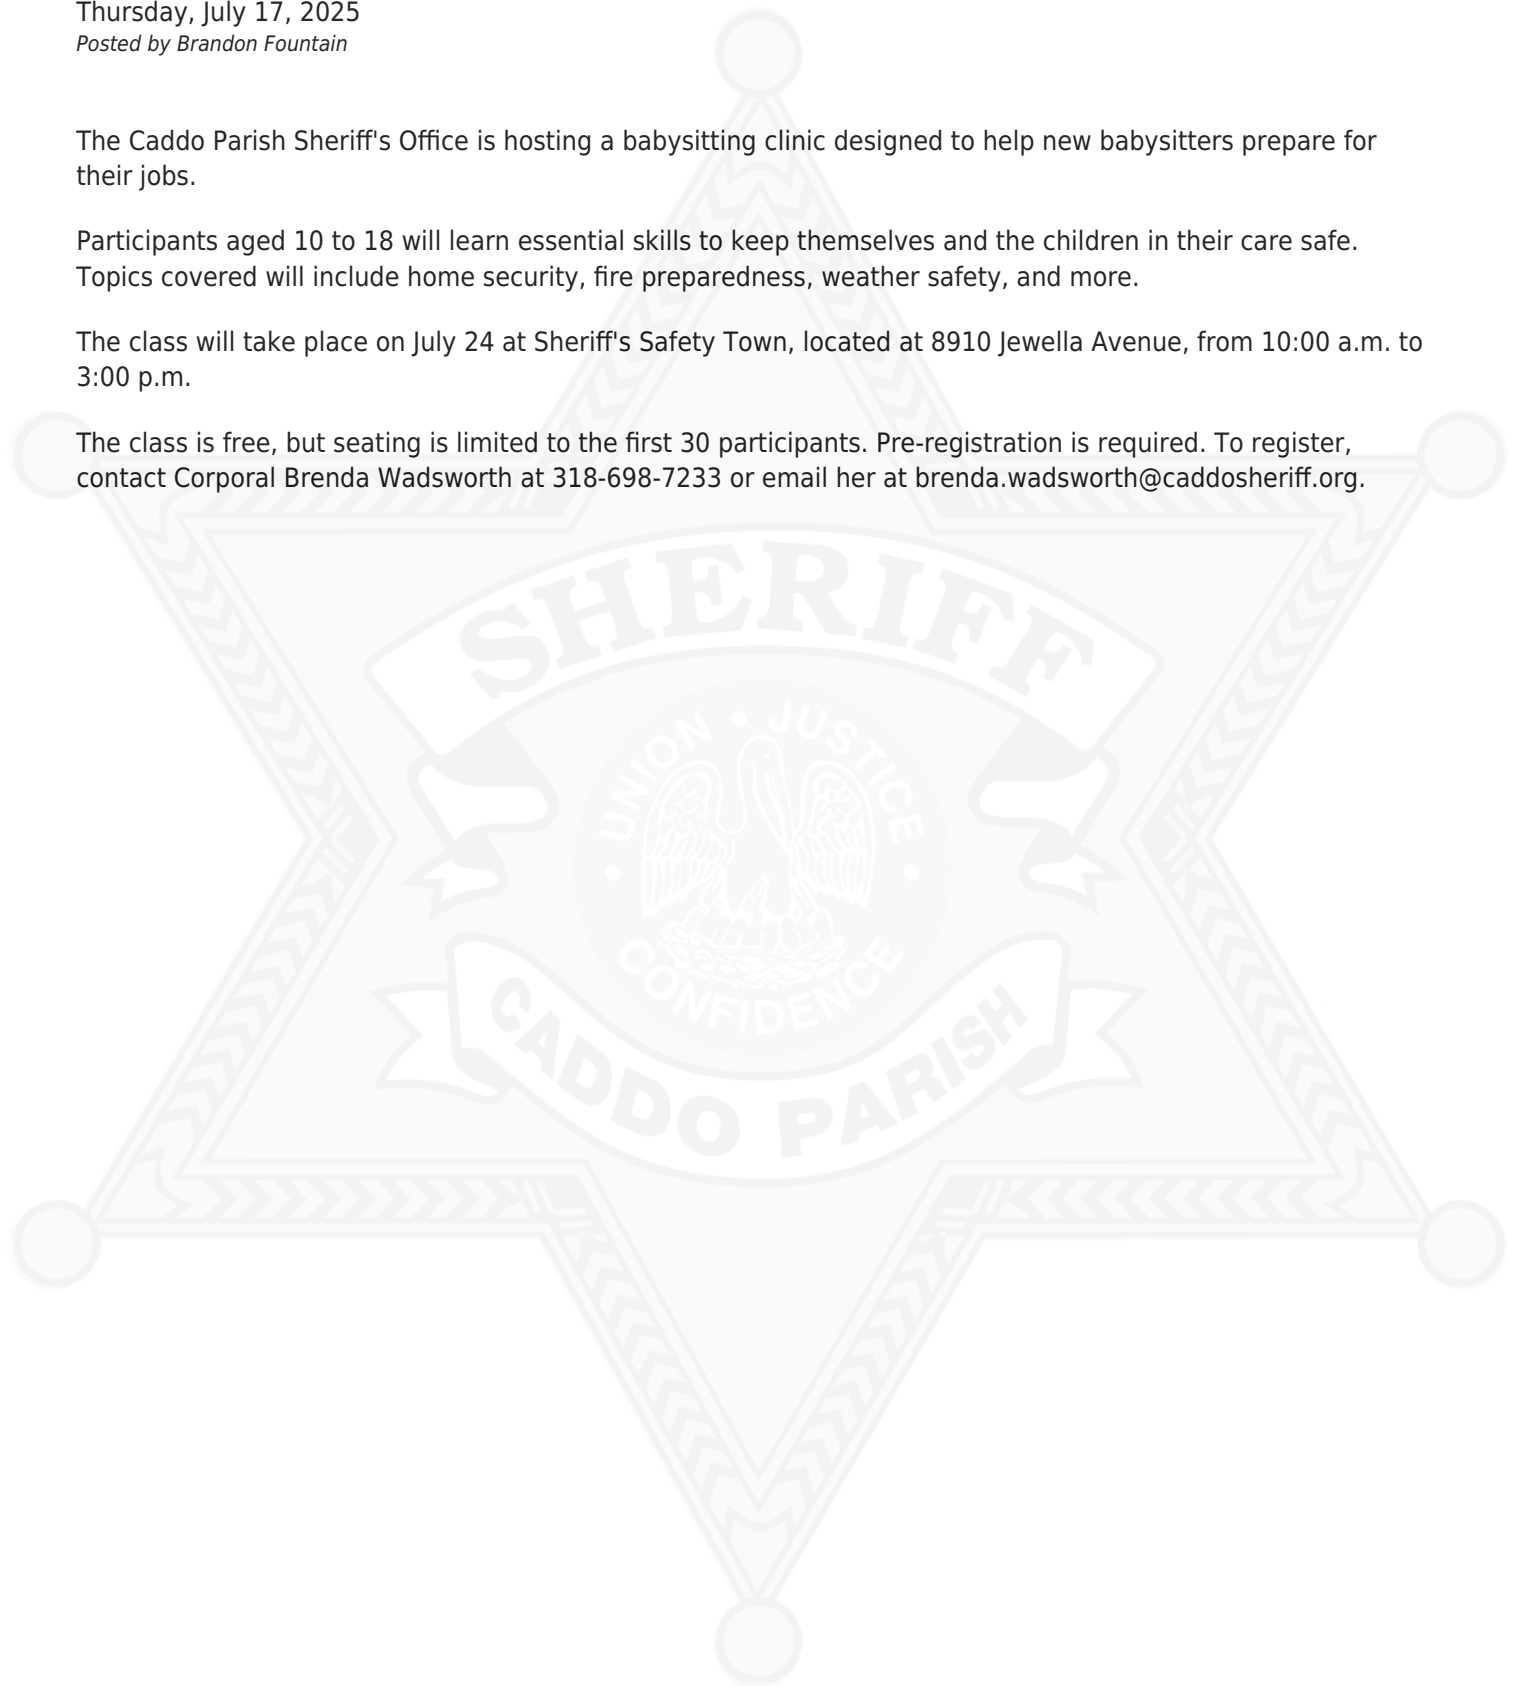 Thursday, July 17, 2025
Posted by Brandon Fountain
The Caddo Parish Sheriff's Office is hosting a babysitting clinic designed to help new babysitters prepare for
their jobs.
Participants aged 10 to 18 will learn essential skills to keep themselves and the children in their care safe.
Topics covered will include home security, fire preparedness, weather safety, and more.
The class will take place on July 24 at Sheriff's Safety Town, located at 8910 Jewella Avenue, from 10:00 a.m. to
3:00 p.m.
The class is free, but seating is limited to the first 30 participants. Pre-registration is required. To register,
contact Corporal Brenda Wadsworth at 318-698-7233 or email her at brenda.wadsworth@caddosheriff.org.
SHERIFF
UNION • JUSTICE
• CONFIDENCE •
CADDO PARISH